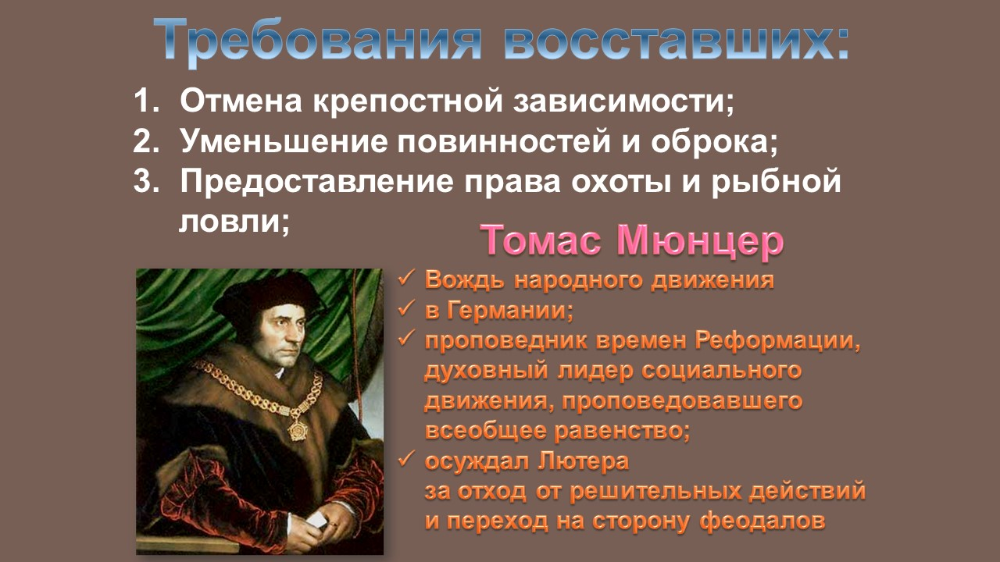 Требования восставших:
1. Отмена крепостной зависимости;
2. Уменьшение повинностей и оброка;
3. Предоставление права охоты и рыбной
ловли;
Томас Мюнцер
✓ Вождь народного движения
✓ в Германии;
✓ проповедник времен Реформации,
духовный лидер социального
движения, проповедовавшего
всеобщее равенство;
✓ осуждал Лютера
за отход от решительных действий
и переход на сторону феодалов